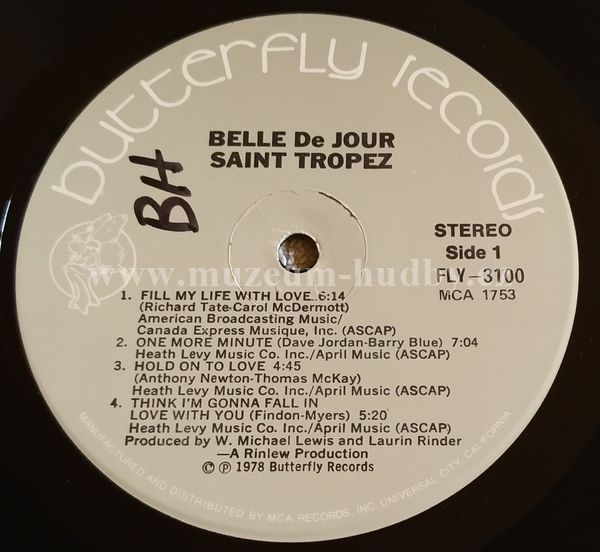 butterfly records
BELLE De JOUR
SAINT TROPEZ
BH
STEREO
Side 1
FLY-3100
MCA 1753
www.muzeum-hudby.cz
1. FILL MY LIFE WITH LOVE 6:14
(Richard Tate-Carol McDermott)
American Broadcasting Music/
Canada Express Musique, Inc. (ASCAP)
2. ONE MORE MINUTE (Dave Jordan-Barry Blue) 7:04
Heath Levy Music Co. Inc./April Music (ASCAP)
3. HOLD ON TO LOVE 4:45
(Anthony Newton-Thomas McKay)
Heath Levy Music Co. Inc./April Music (ASCAP)
4. THINK I'M GONNA FALL IN
LOVE WITH YOU (Findon-Myers) 5:20
Heath Levy Music Co. Inc./April Music (ASCAP)
Produced by W. Michael Lewis and Laurin Rinder
—A Rinlew Production
© ℗ 1978 Butterfly Records
MANUFACTURED AND DISTRIBUTED BY MCA RECORDS, INC. UNIVERSAL CITY, CALIFORNIA